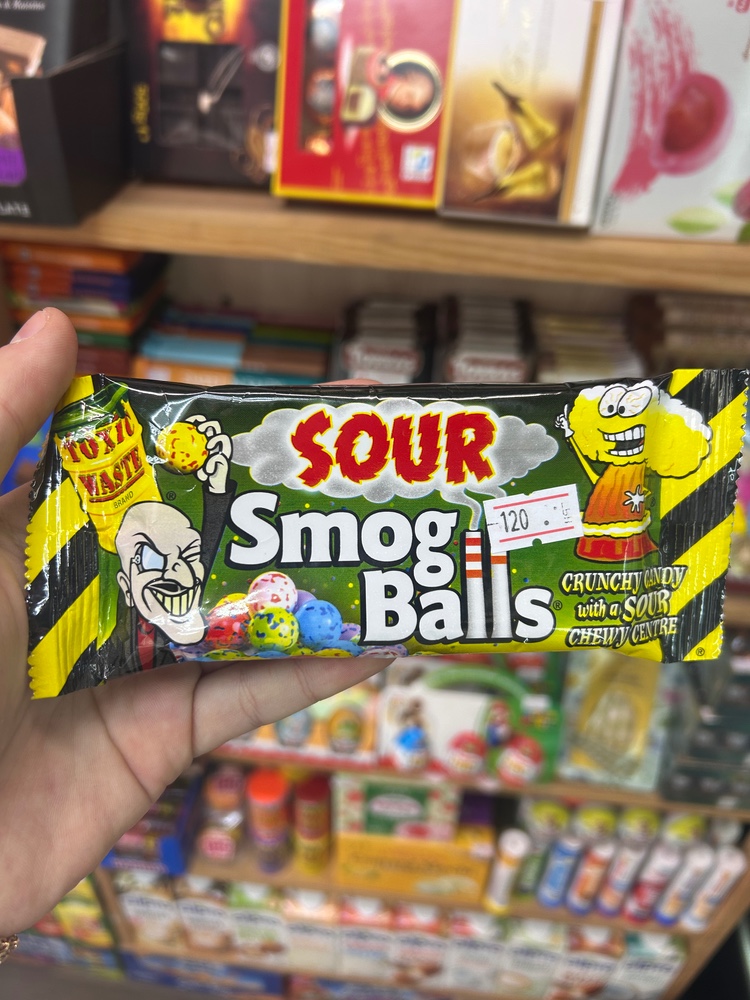 TOXIC
WASTE
BRAND
®
SOUR
Smog
Balls®
120
CRUNCHY CANDY
with a SOUR
CHEWY CENTRE
®